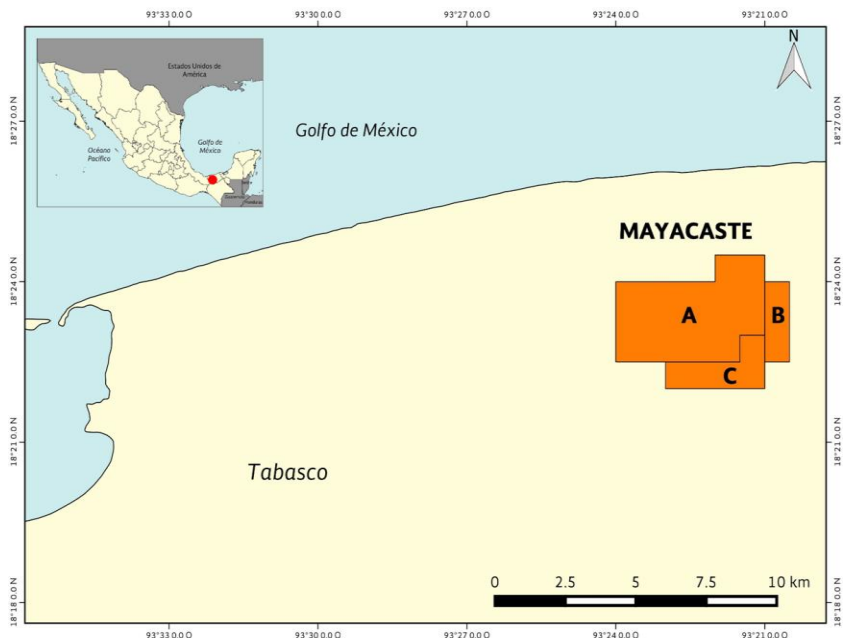 93°33'0.0 O
93°30'0.0 O
93°27'0.0 O
93°24'0.0 O
93°21'0.0 O
Estados Unidos de
América
Océano
Pacífico
Golfo de
México
Guatemala
Honduras
Golfo de México
N
18°27'0.0 N
18°27'0.0 N
MAYACASTE
18°24'0.0 N
18°24'0.0 N
A
B
C
18°21'0.0 N
18°21'0.0 N
Tabasco
0
2.5
5
7.5
10 km
18°18'0.0 N
18°18'0.0 N
93°33'0.0 O
93°30'0.0 O
93°27'0.0 O
93°24'0.0 O
93°21'0.0 O